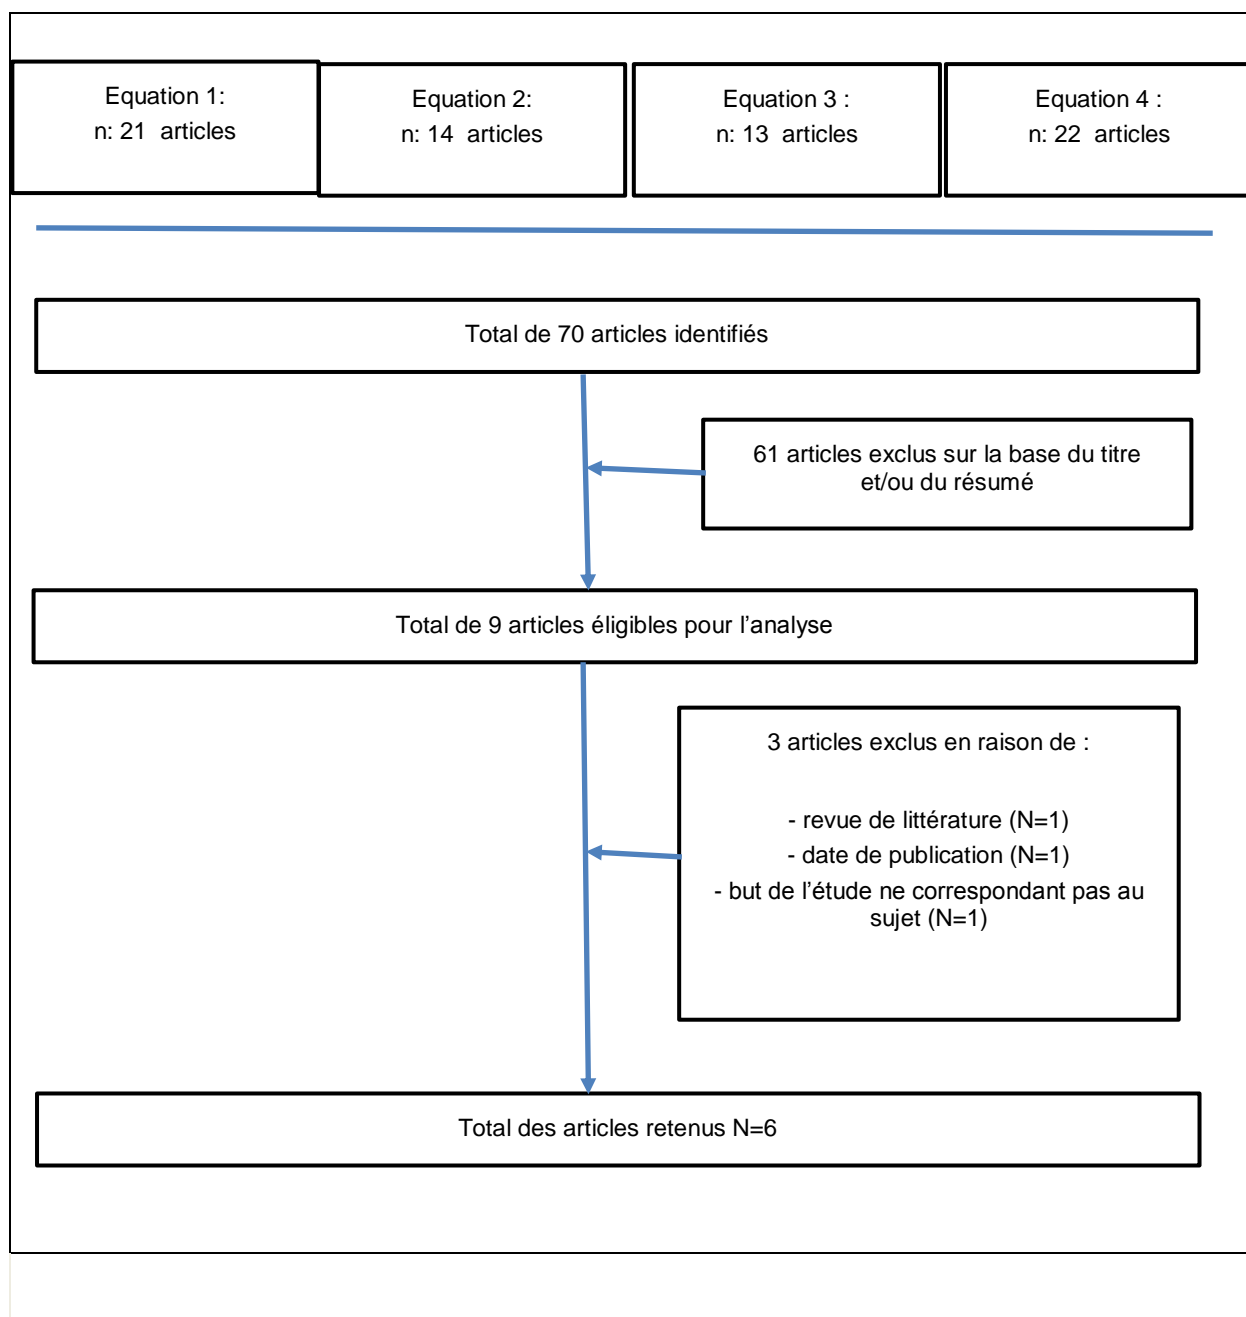 Equation 1:
n: 21 articles
Equation 2:
n: 14 articles
Equation 3 :
n: 13 articles
Equation 4 :
n: 22 articles
Total de 70 articles identifiés
61 articles exclus sur la base du titre
et/ou du résumé
Total de 9 articles éligibles pour l’analyse
3 articles exclus en raison de :
- revue de littérature (N=1)
- date de publication (N=1)
- but de l’étude ne correspondant pas au
sujet (N=1)
Total des articles retenus N=6